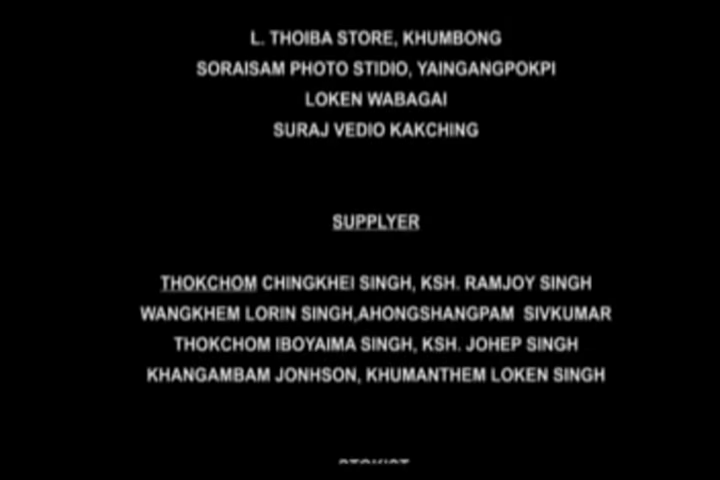 L. THOIBA STORE, KHUMBONG
SORAISAM PHOTO STIDIO, YAINGANGPOKPI
LOKEN WABAGAI
SURAJ VEDIO KAKCHING
SUPPLYER
THOKCHOM CHINGKHEI SINGH, KSH. RAMJOY SINGH
WANGKHEM LORIN SINGH,AHONGSHANGPAM  SIVKUMAR
THOKCHOM IBOYAIMA SINGH, KSH. JOHEP SINGH
KHANGAMBAM JONHSON, KHUMANTHEM LOKEN SINGH